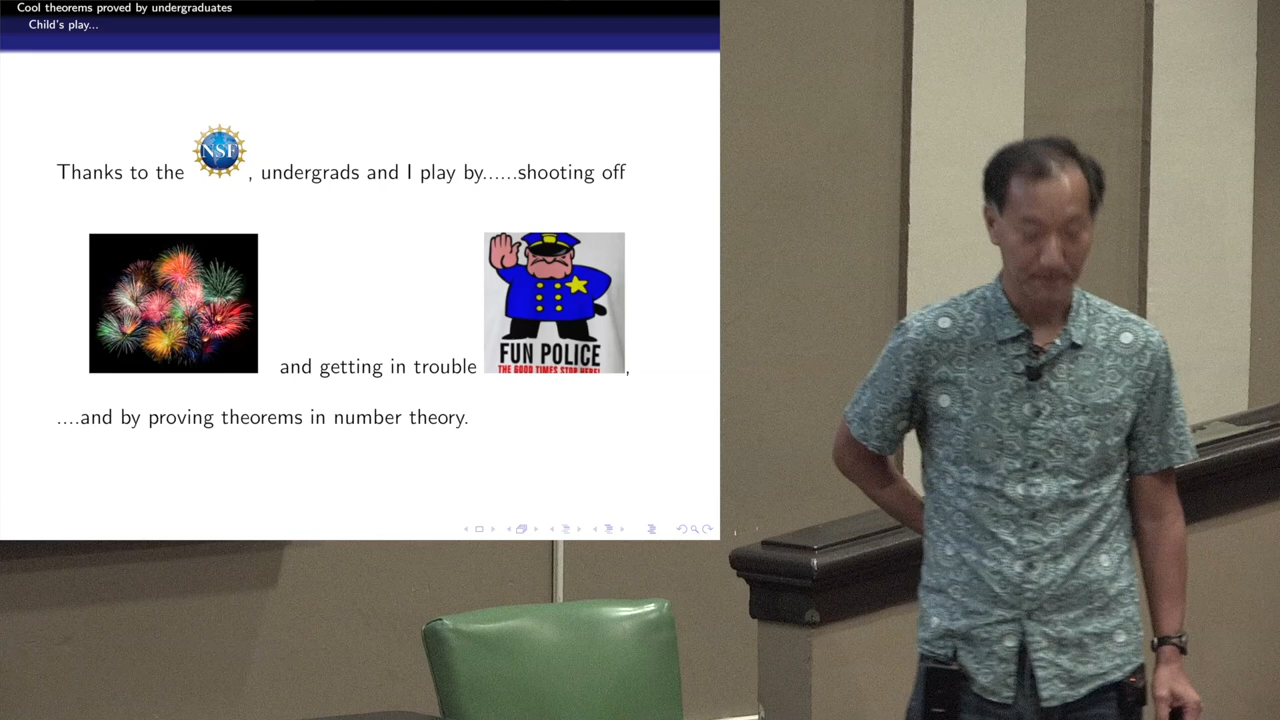 Cool theorems proved by undergraduates
Child's play...
NSF
Thanks to the , undergrads and I play by......shooting off
and getting in trouble ,
FUN POLICE
THE GOOD TIMES STOP HERE!
....and by proving theorems in number theory.